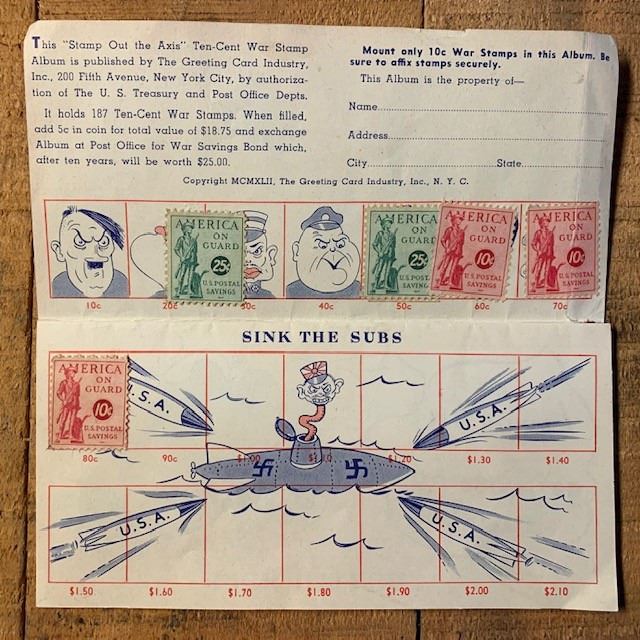 This "Stamp Out the Axis" Ten-Cent War Stamp
Album is published by The Greeting Card Industry,
Inc., 200 Fifth Avenue, New York City, by authoriza-
tion of The U. S. Treasury and Post Office Depts.
It holds 187 Ten-Cent War Stamps. When filled,
add 5c in coin for total value of $18.75 and exchange
Album at Post Office for War Savings Bond which,
after ten years, will be worth $25.00.
Mount only 10c War Stamps in this Album. Be
sure to affix stamps securely.
This Album is the property of—
Name
Address
City State
Copyright MCMXLII, The Greeting Card Industry, Inc., N. Y. C.
AMERICA
ON
GUARD
25c
U.S. POSTAL
SAVINGS
AMERICA
ON
GUARD
25c
U.S. POSTAL
SAVINGS
AMERICA
ON
GUARD
10c
U.S. POSTAL
SAVINGS
AMERICA
ON
GUARD
10c
U.S. POSTAL
SAVINGS
10c 20c 30c 40c 50c 60c 70c
SINK THE SUBS
AMERICA
ON
GUARD
10c
U.S. POSTAL
SAVINGS
U.S.A.
.S.A.
80c 90c $1.00 $1.20 $1.30 $1.40
U.S.A.
U.S.A.
$1.50 $1.60 $1.70 $1.80 $1.90 $2.00 $2.10